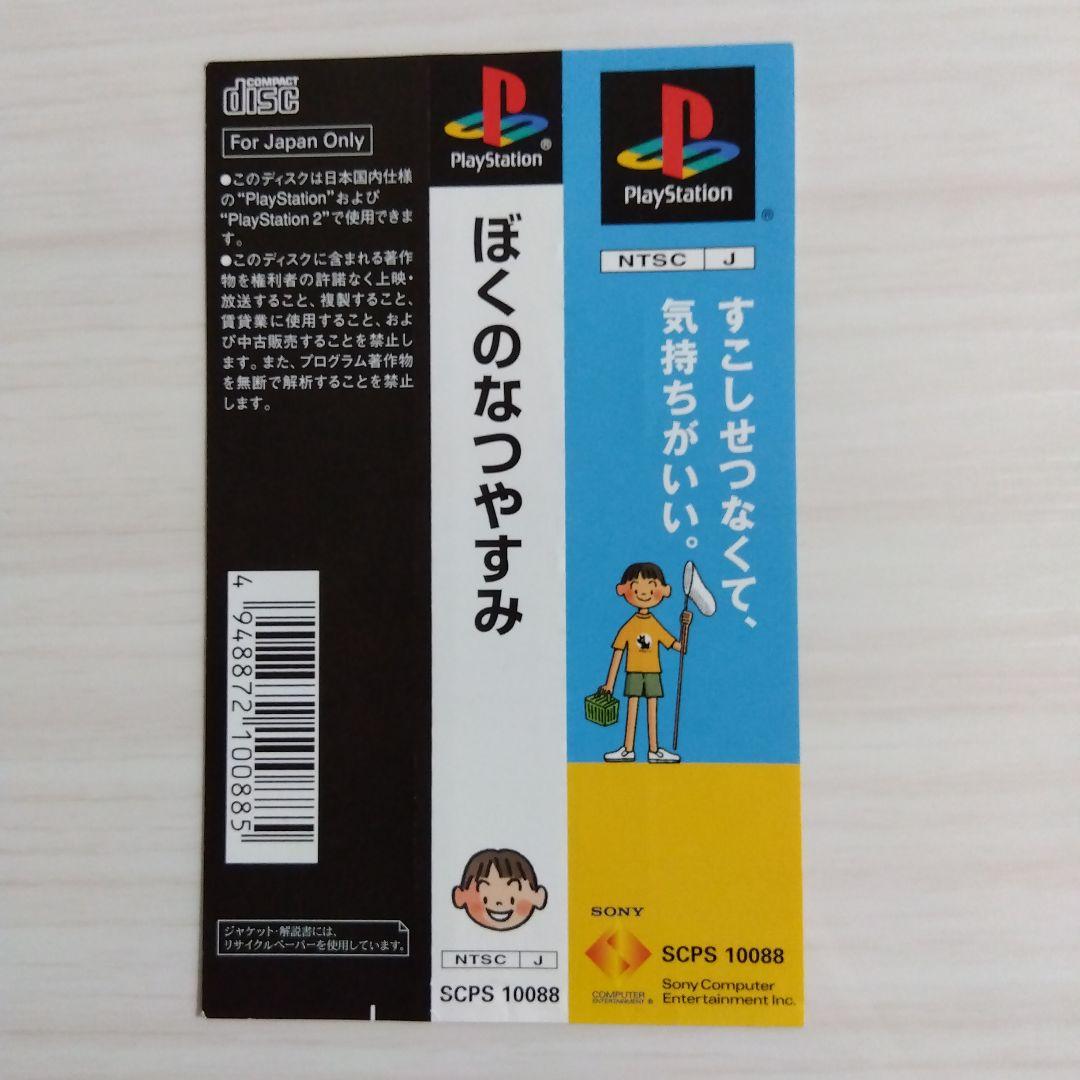 COMPACT
disc
For Japan Only
●このディスクは日本国内仕様
の“PlayStation”および
“PlayStation 2”で使用できま
す。
●このディスクに含まれる著作
物を権利者の許諾なく上映・
放送すること、複製すること、
賃貸業に使用すること、およ
び中古販売することを禁止し
ます。また、プログラム著作物
を無断で解析することを禁止
します。
4 948872 100885
ジャケット・解説書には、
リサイクルペーパーを使用しています。
PlayStation
®
ぼくのなつやすみ
NTSC J
SCPS 10088
PlayStation
®
NTSC J
すこしせつなくて、
気持ちがいい。
SONY
COMPUTER
ENTERTAINMENT ®
SCPS 10088
Sony Computer
Entertainment Inc.